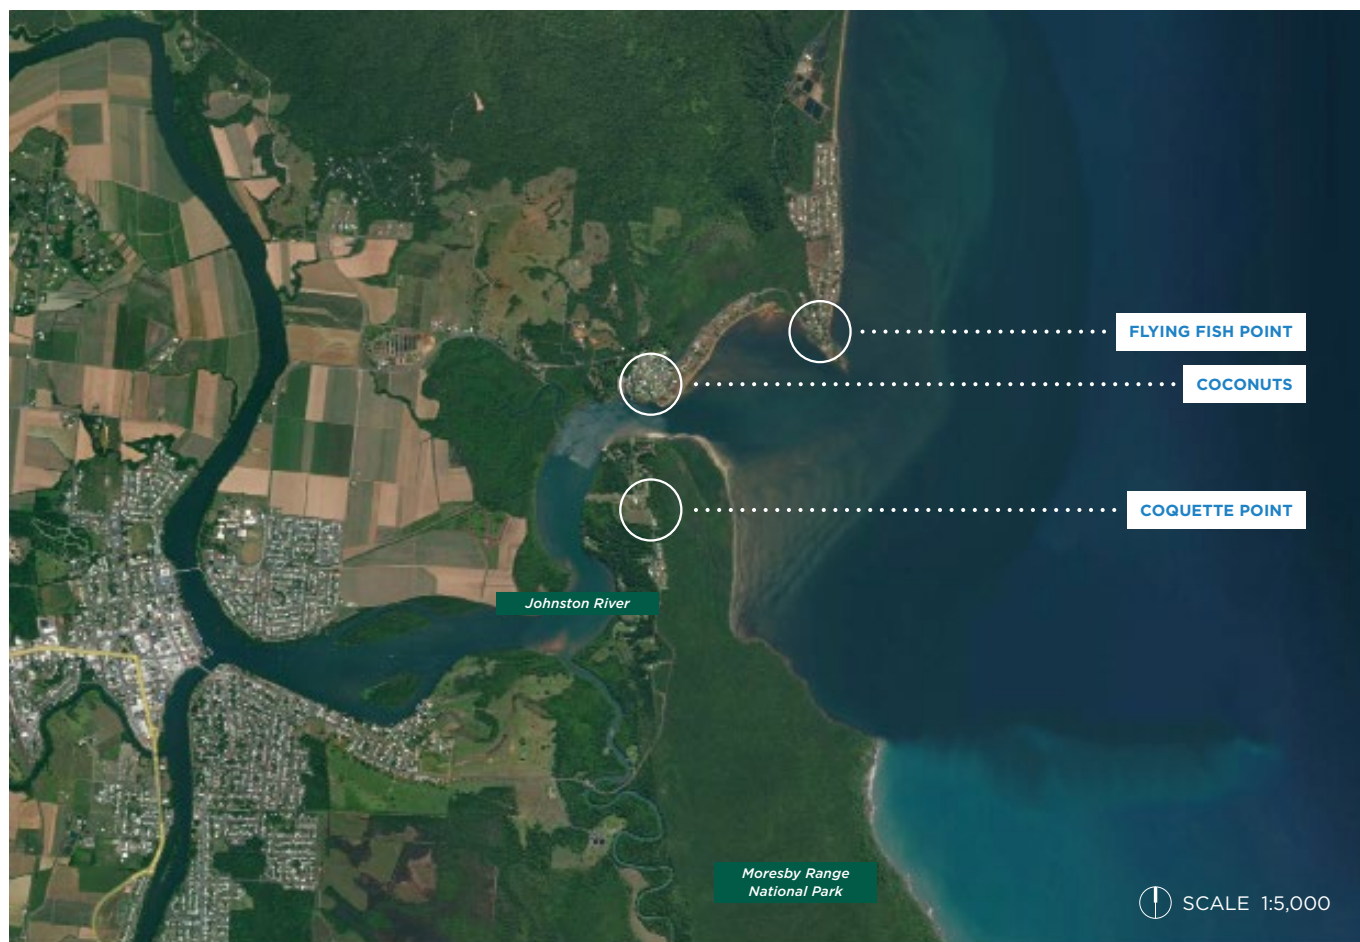 FLYING FISH POINT
COCONUTS
COQUETTE POINT
Johnston River
Moresby Range
National Park
SCALE 1:5,000